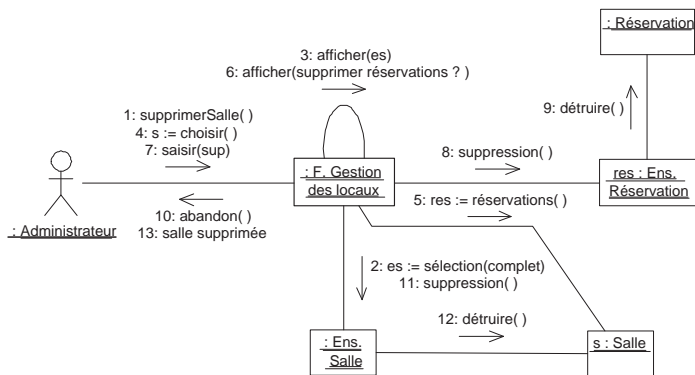 : Réservation
3: afficher(es)
6: afficher(supprimer réservations ? )
9: détruire( )
1: supprimerSalle( )
4: s := choisir( )
7: saisir(sup)
8: suppression( )
: F. Gestion
des locaux
res : Ens.
Réservation
5: res := réservations( )
: Administrateur
10: abandon( )
13: salle supprimée
2: es := sélection(complet)
11: suppression( )
12: détruire( )
: Ens.
Salle
s : Salle